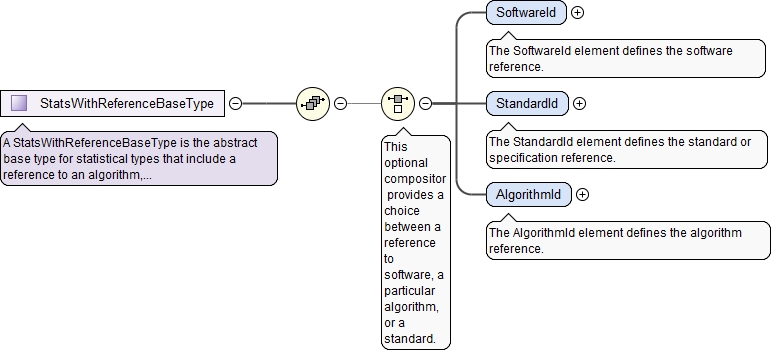 SoftwareId
The SoftwareId element defines the software
reference.
StatsWithReferenceBaseType
A StatsWithReferenceBaseType is the abstract
base type for statistical types that include a
reference to an algorithm,...
This
optional
compositor
provides a
choice
between a
reference
to
software, a
particular
algorithm,
or a
standard.
StandardId
The StandardId element defines the standard or
specification reference.
AlgorithmId
The AlgorithmId element defines the algorithm
reference.